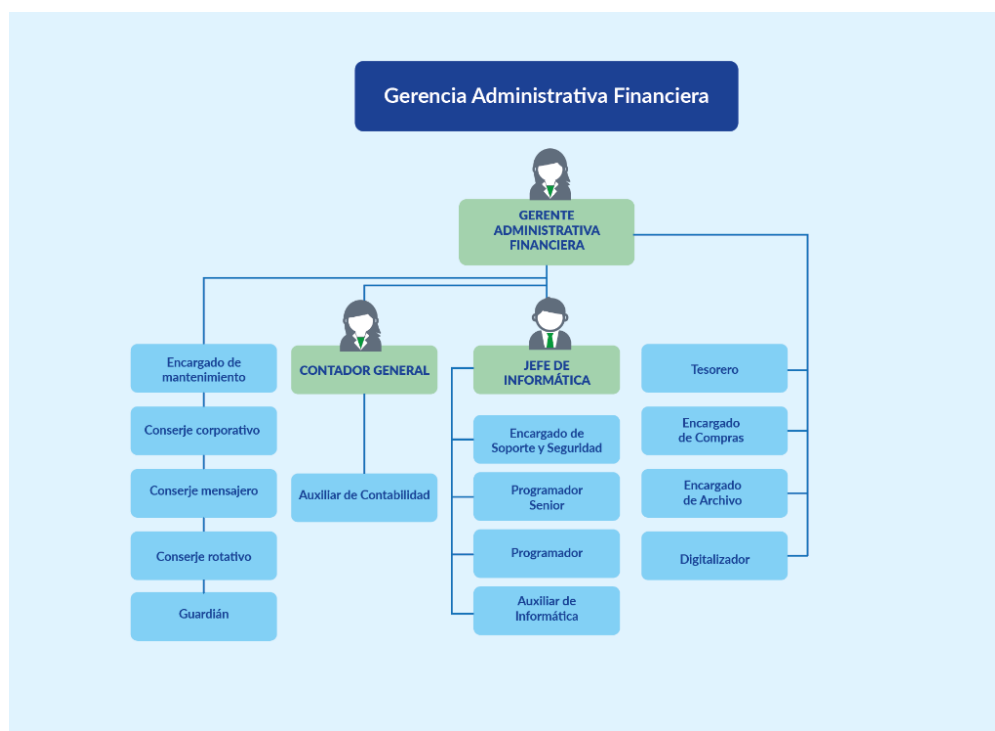 Gerencia Administrativa Financiera
GERENTE
ADMINISTRATIVA
FINANCIERA
Encargado de
mantenimiento
Conserje corporativo
Conserje mensajero
Conserje rotativo
Guardián
CONTADOR GENERAL
Auxiliar de Contabilidad
JEFE DE
INFORMÁTICA
Encargado de
Soporte y Seguridad
Programador
Senior
Programador
Auxiliar de
Informática
Tesorero
Encargado
de Compras
Encargado
de Archivo
Digitalizador